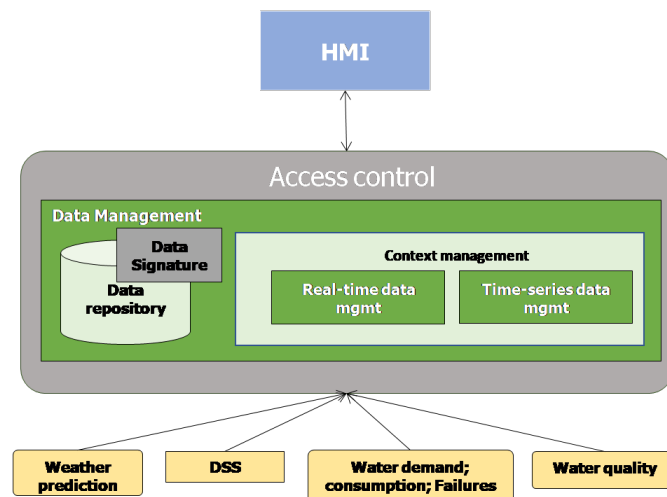 HMI
Access control
Data Management
Data
Signature
Data
repository
Context management
Real-time data
mgmt
Time-series data
mgmt
Weather
prediction
DSS
Water demand;
consumption; Failures
Water quality